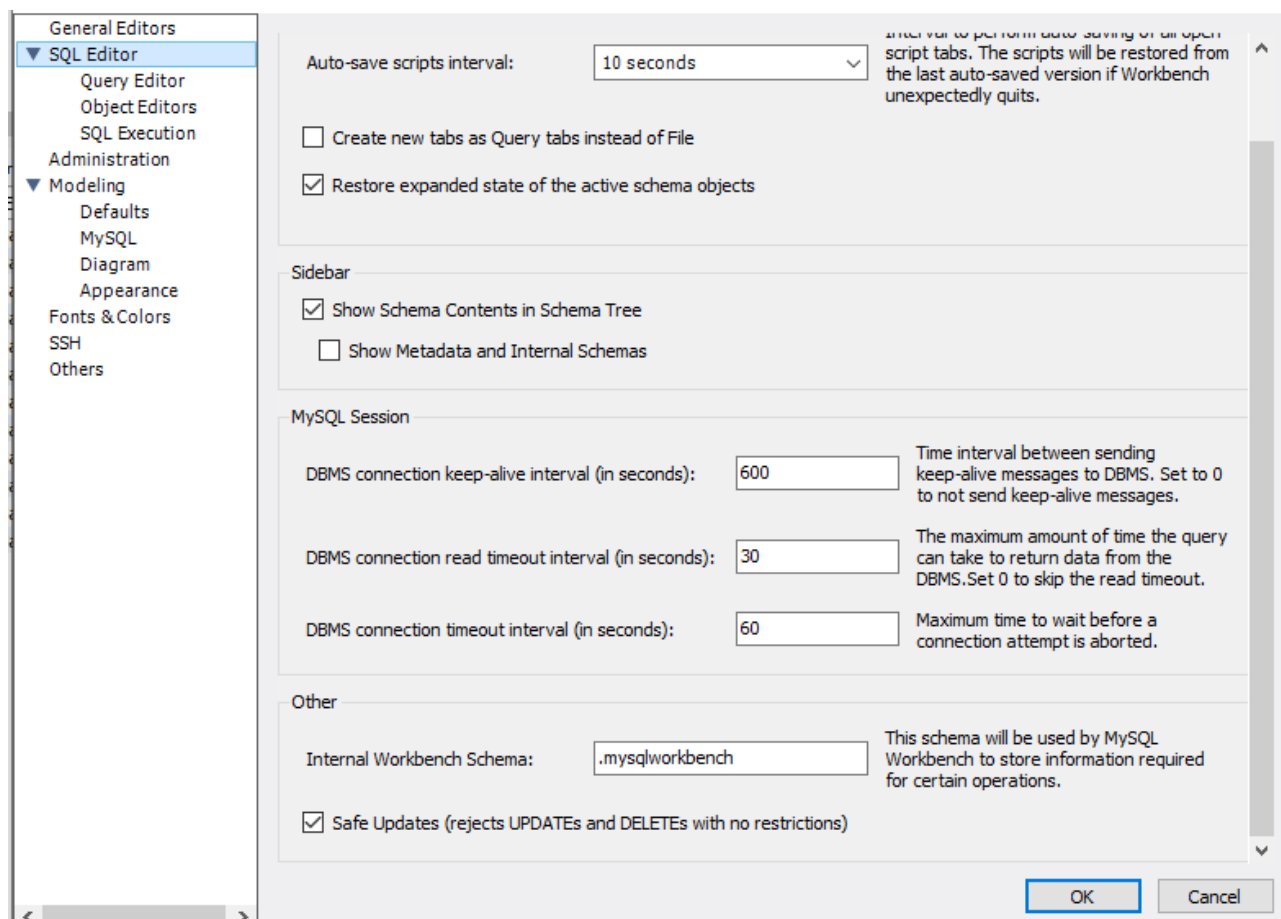 General Editors
SQL Editor
Query Editor
Object Editors
SQL Execution
Administration
Modeling
Defaults
MySQL
Diagram
Appearance
Fonts & Colors
SSH
Others
Interval to perform auto-saving of all open
Auto-save scripts interval:
10 seconds
script tabs. The scripts will be restored from
the last auto-saved version if Workbench
unexpectedly quits.
Create new tabs as Query tabs instead of File
Restore expanded state of the active schema objects
Sidebar
Show Schema Contents in Schema Tree
Show Metadata and Internal Schemas
MySQL Session
DBMS connection keep-alive interval (in seconds):
600
Time interval between sending
keep-alive messages to DBMS. Set to 0
to not send keep-alive messages.
DBMS connection read timeout interval (in seconds):
30
The maximum amount of time the query
can take to return data from the
DBMS.Set 0 to skip the read timeout.
DBMS connection timeout interval (in seconds):
60
Maximum time to wait before a
connection attempt is aborted.
Other
Internal Workbench Schema:
.mysqlworkbench
This schema will be used by MySQL
Workbench to store information required
for certain operations.
Safe Updates (rejects UPDATEs and DELETEs with no restrictions)
OK
Cancel